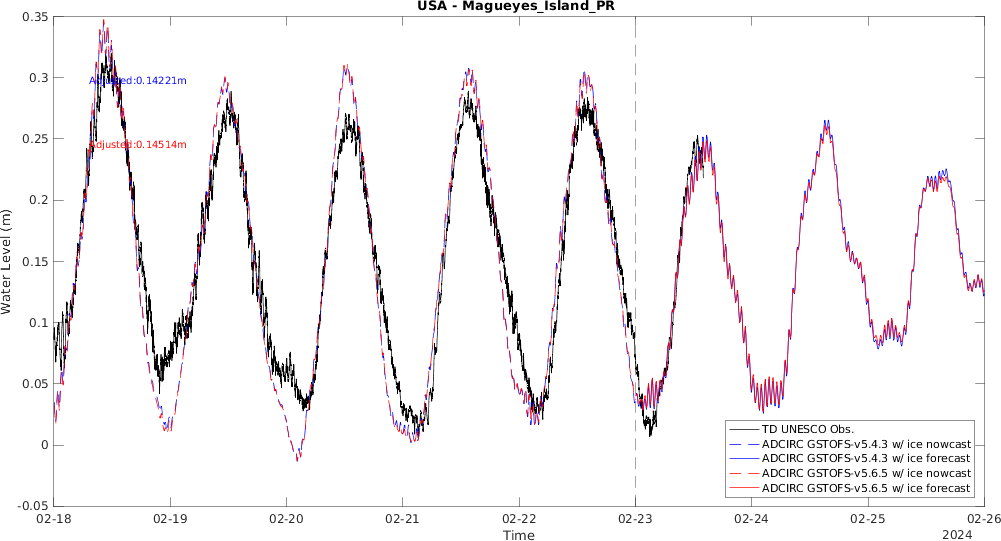 USA - Magueyes_Island_PR
0.35
0.3
0.25
0.2
0.15
0.1
0.05
0
-0.05
Water Level (m)
Adjusted:0.14221m
Adjusted:0.14514m
TD UNESCO Obs.
ADCIRC GSTOFS-v5.4.3 w/ ice nowcast
ADCIRC GSTOFS-v5.4.3 w/ ice forecast
ADCIRC GSTOFS-v5.6.5 w/ ice nowcast
ADCIRC GSTOFS-v5.6.5 w/ ice forecast
02-18 02-19 02-20 02-21 02-22 02-23 02-24 02-25 02-26
Time
2024